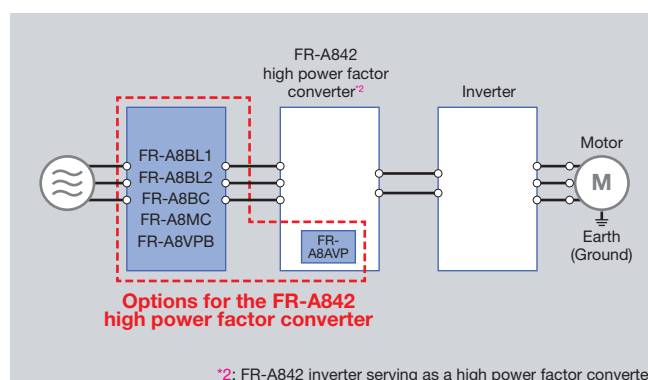 FR-A842
high power factor
converter*2
Inverter
Motor
FR-A8BL1
FR-A8BL2
FR-A8BC
FR-A8MC
FR-A8VPB
M
FR-
A8AVP
Earth
(Ground)
Options for the FR-A842
high power factor converter
*2: FR-A842 inverter serving as a high power factor converte